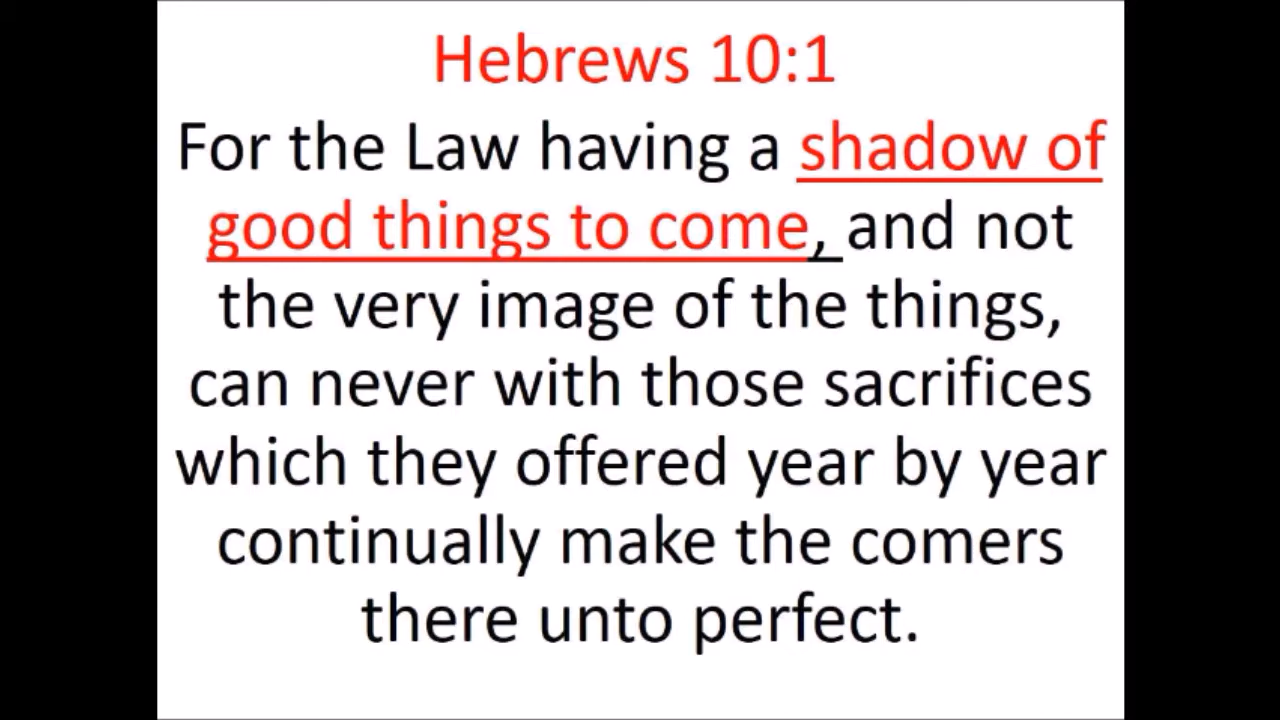 Hebrews 10:1
For the Law having a shadow of
good things to come, and not
the very image of the things,
can never with those sacrifices
which they offered year by year
continually make the comers
there unto perfect.